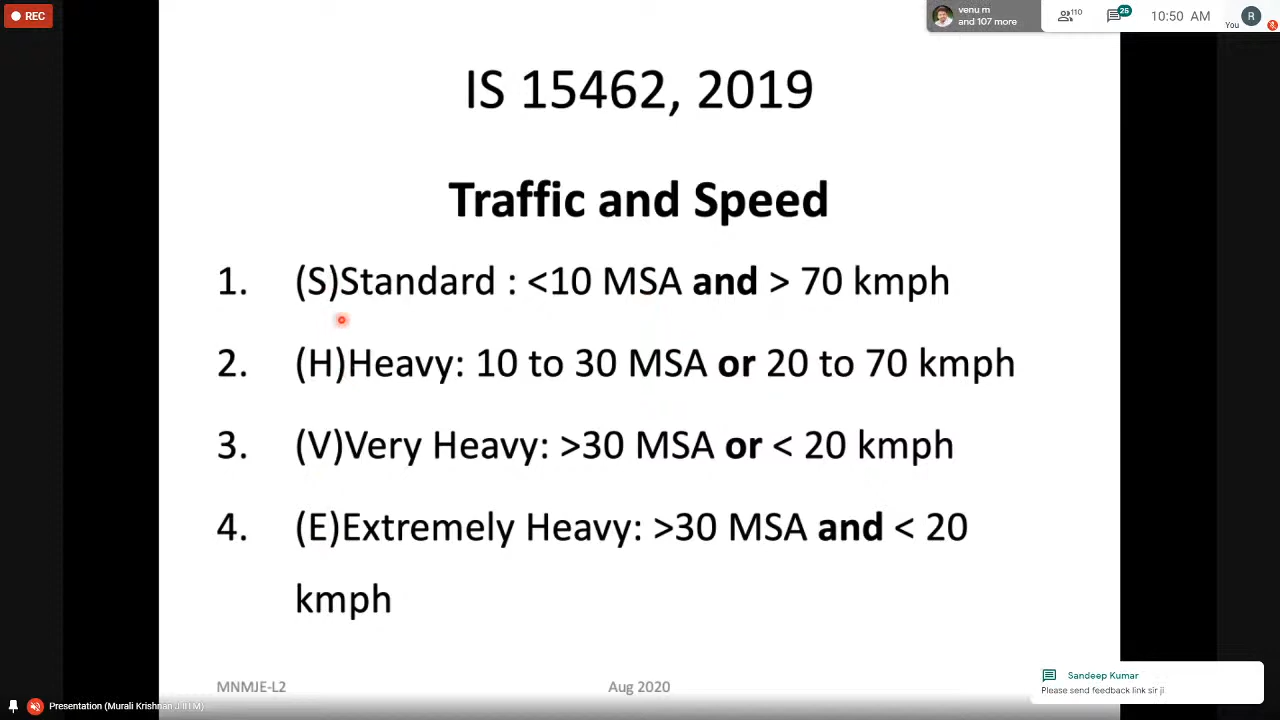 REC
venu m
and 107 more
110
25
10:50 AM
You
R
IS 15462, 2019
Traffic and Speed
1. (S)Standard : <10 MSA and > 70 kmph
2. (H)Heavy: 10 to 30 MSA or 20 to 70 kmph
3. (V)Very Heavy: >30 MSA or < 20 kmph
4. (E)Extremely Heavy: >30 MSA and < 20
kmph
Sandeep Kumar
Please send feedback link sir ji
MNMJE-L2
Aug 2020
Presentation (Murali Krishnan J IITM)